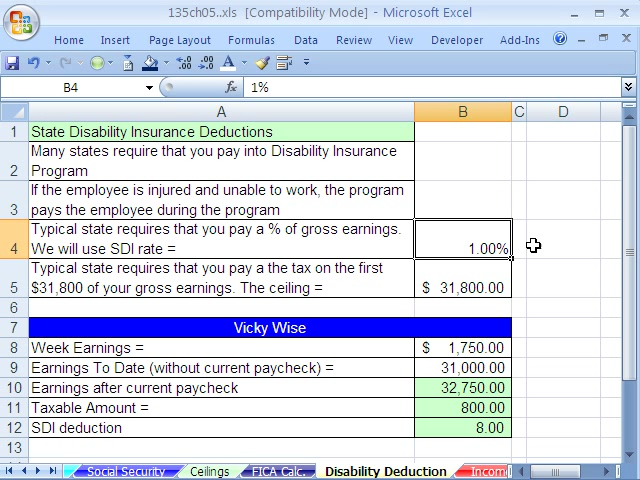 135ch05..xls [Compatibility Mode] - Microsoft Excel
Home Insert Page Layout Formulas Data Review View Developer Add-Ins
B4 fx 1%
A B C D
1 State Disability Insurance Deductions
Many states require that you pay into Disability Insurance
2 Program
If the employee is injured and unable to work, the program
3 pays the employee during the program
Typical state requires that you pay a % of gross earnings.
4 We will use SDI rate = 1.00%
Typical state requires that you pay a the tax on the first
5 $31,800 of your gross earnings. The ceiling = $ 31,800.00
6
7 Vicky Wise
8 Week Earnings = $ 1,750.00
9 Earnings To Date (without current paycheck) = 31,000.00
10 Earnings after current paycheck 32,750.00
11 Taxable Amount = 800.00
12 SDI deduction 8.00
13
Social Security Ceilings FICA Calc. Disability Deduction Incom